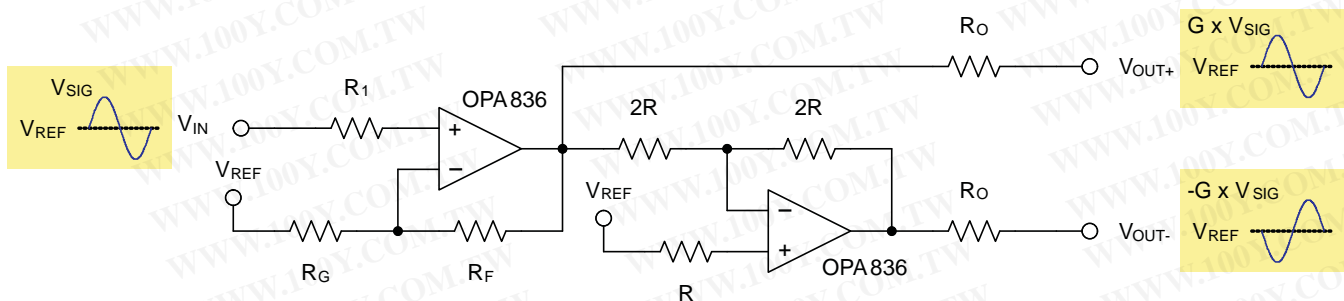 VSIG
VREF
VIN
R1
OPA836
VREF
RG
RF
2R
2R
VREF
R
OPA836
RO
RO
VOUT+
G x VSIG
VREF
VOUT-
-G x VSIG
VREF
WWW.100Y.COM.TW